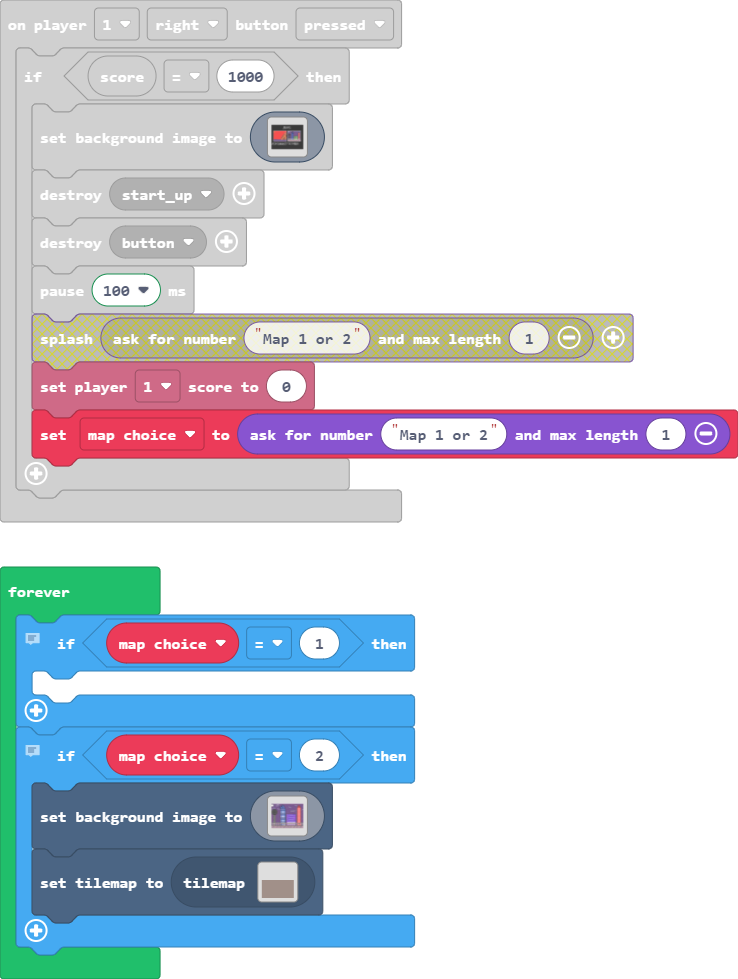 on player 1 right button pressed
if score = 1000 then
set background image to
destroy start_up
destroy button
pause 100 ms
splash ask for number "Map 1 or 2" and max length 1
set player 1 score to 0
set map choice to ask for number "Map 1 or 2" and max length 1
forever
if map choice = 1 then
if map choice = 2 then
set background image to
set tilemap to tilemap